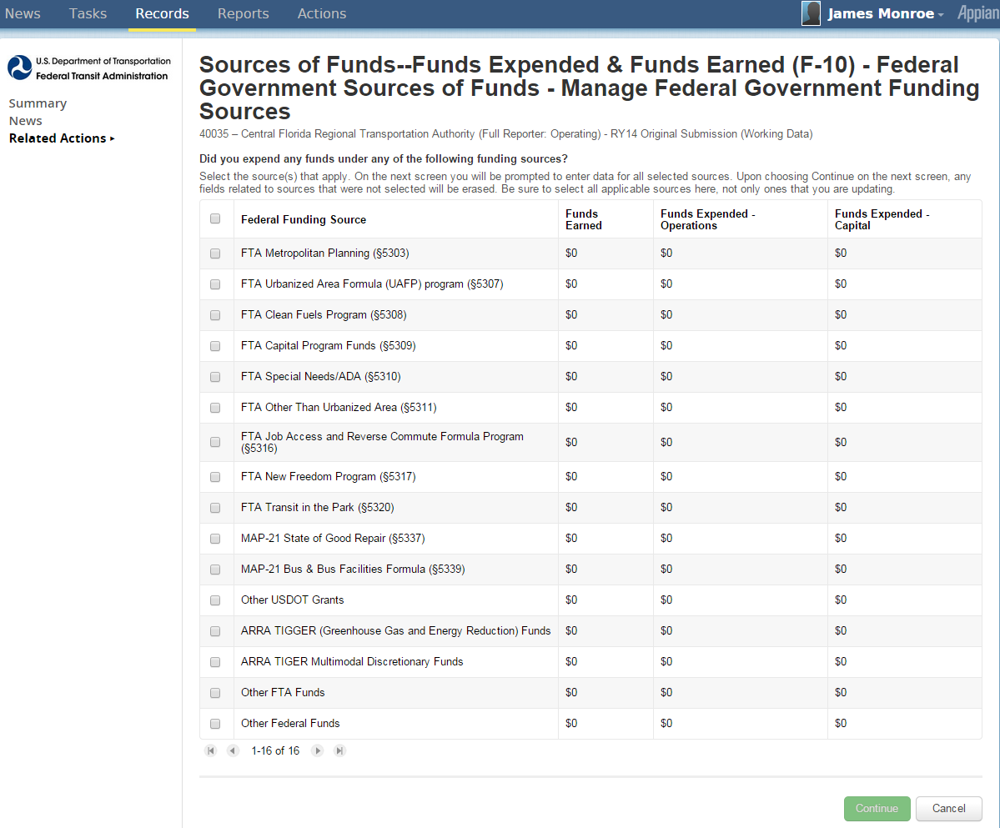 News Tasks Records Reports Actions James Monroe Appian
U.S. Department of Transportation
Federal Transit Administration
Summary
News
Related Actions
Sources of Funds--Funds Expended & Funds Earned (F-10) - Federal
Government Sources of Funds - Manage Federal Government Funding
Sources
40035 – Central Florida Regional Transportation Authority (Full Reporter: Operating) - RY14 Original Submission (Working Data)
Did you expend any funds under any of the following funding sources?
Select the source(s) that apply. On the next screen you will be prompted to enter data for all selected sources. Upon choosing Continue on the next screen, any
fields related to sources that were not selected will be erased. Be sure to select all applicable sources here, not only ones that you are updating.
Federal Funding Source
Funds
Earned
Funds Expended -
Operations
Funds Expended -
Capital
FTA Metropolitan Planning (§5303) $0 $0 $0
FTA Urbanized Area Formula (UAFP) program (§5307) $0 $0 $0
FTA Clean Fuels Program (§5308) $0 $0 $0
FTA Capital Program Funds (§5309) $0 $0 $0
FTA Special Needs/ADA (§5310) $0 $0 $0
FTA Other Than Urbanized Area (§5311) $0 $0 $0
FTA Job Access and Reverse Commute Formula Program
(§5316) $0 $0 $0
FTA New Freedom Program (§5317) $0 $0 $0
FTA Transit in the Park (§5320) $0 $0 $0
MAP-21 State of Good Repair (§5337) $0 $0 $0
MAP-21 Bus & Bus Facilities Formula (§5339) $0 $0 $0
Other USDOT Grants $0 $0 $0
ARRA TIGGER (Greenhouse Gas and Energy Reduction) Funds $0 $0 $0
ARRA TIGER Multimodal Discretionary Funds $0 $0 $0
Other FTA Funds $0 $0 $0
Other Federal Funds $0 $0 $0
1-16 of 16
Continue Cancel